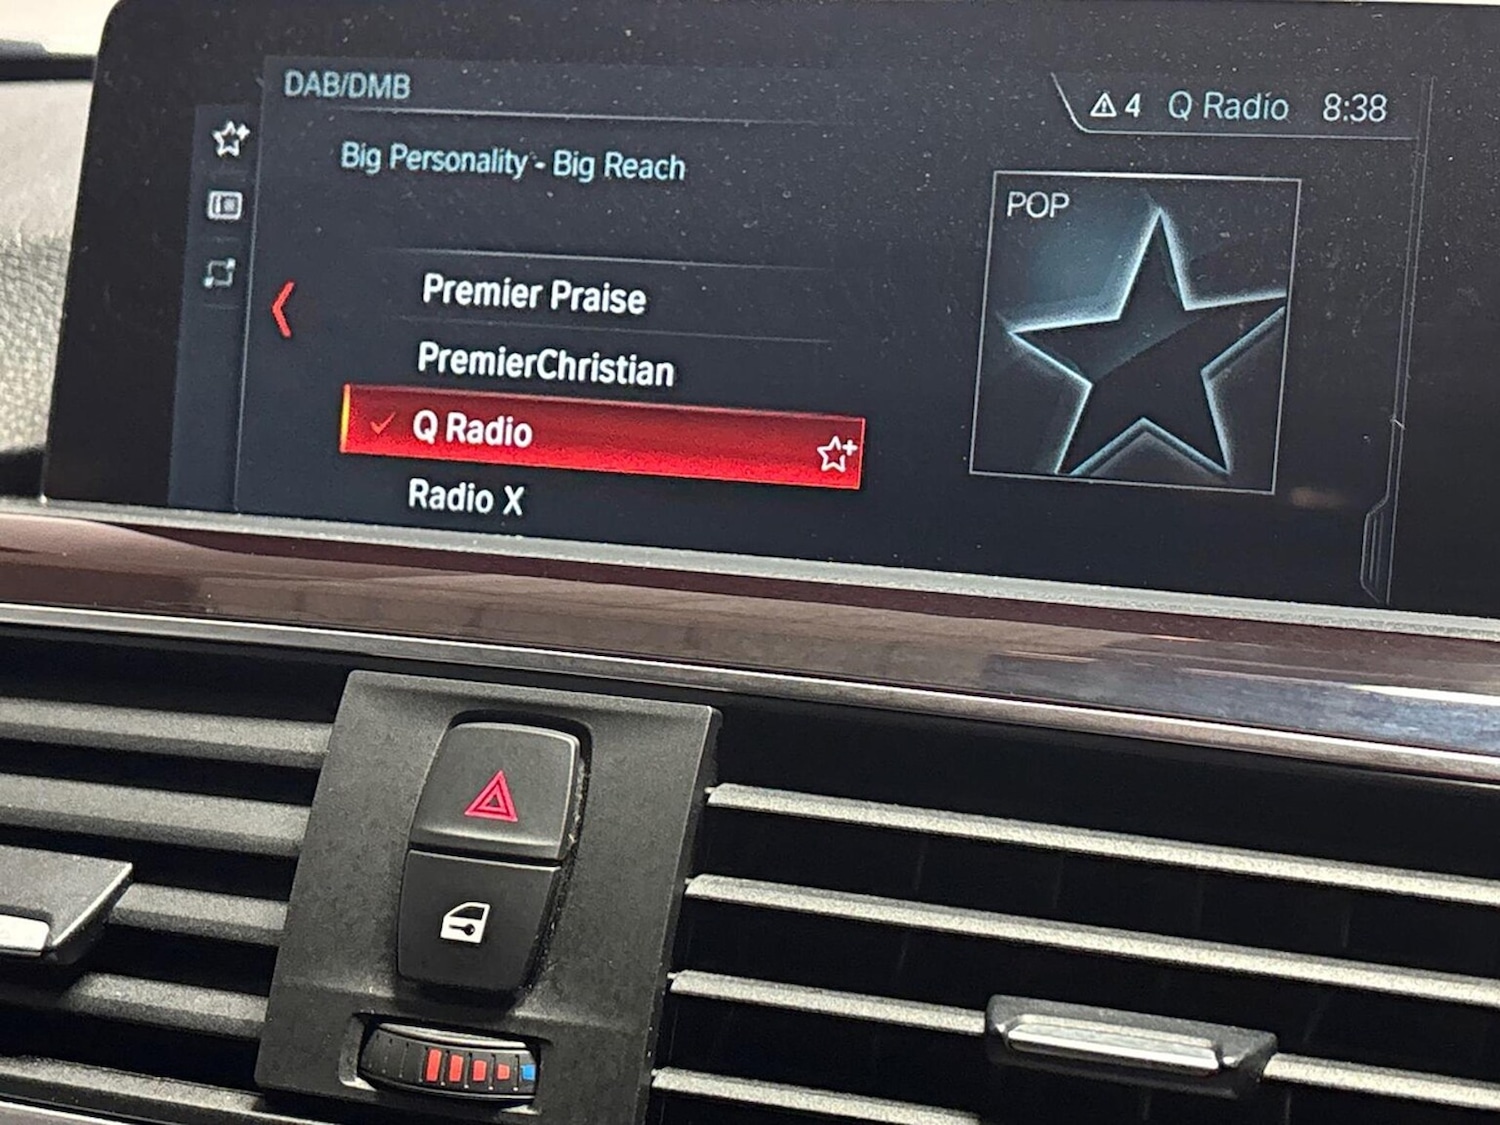 DAB/DMB
4 Q Radio 8:38
Big Personality - Big Reach
POP
Premier Praise
PremierChristian
Q Radio
Radio X